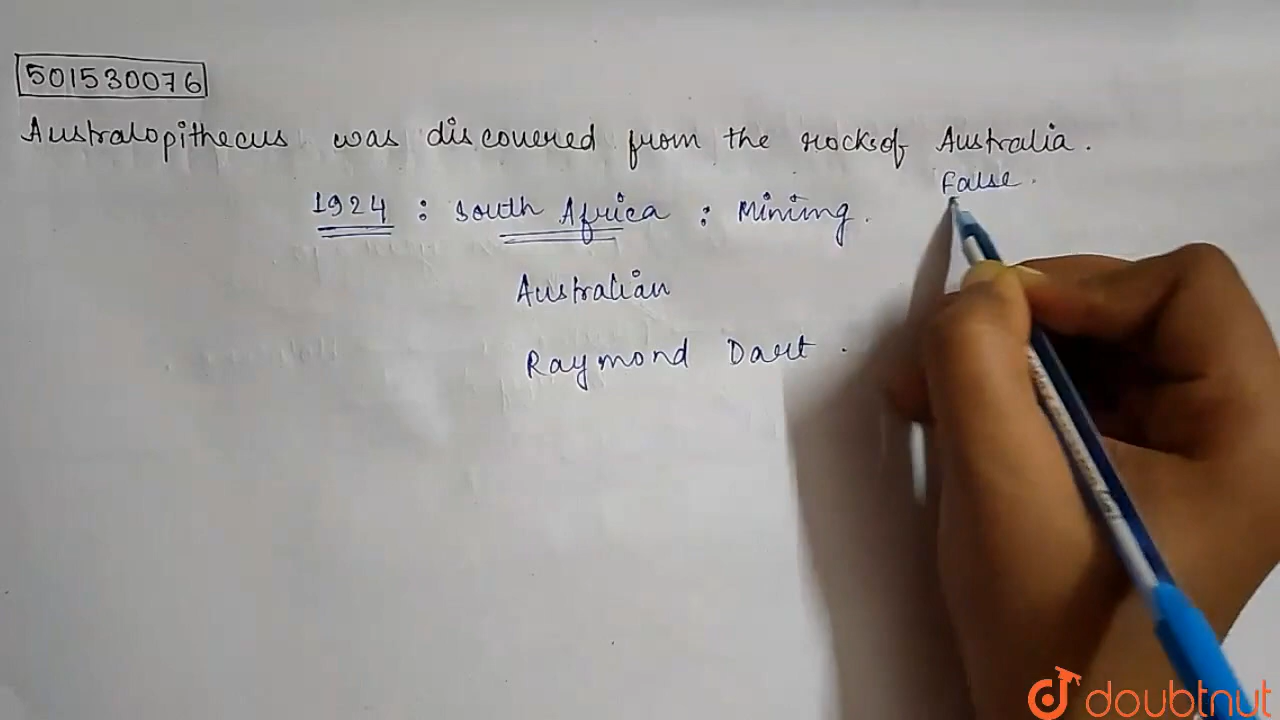 501530076
Australopithecus was discovered from the rocks of Australia.
False.
1924 : South Africa : Mining.
Australian
Raymond Dart.
doubtnut